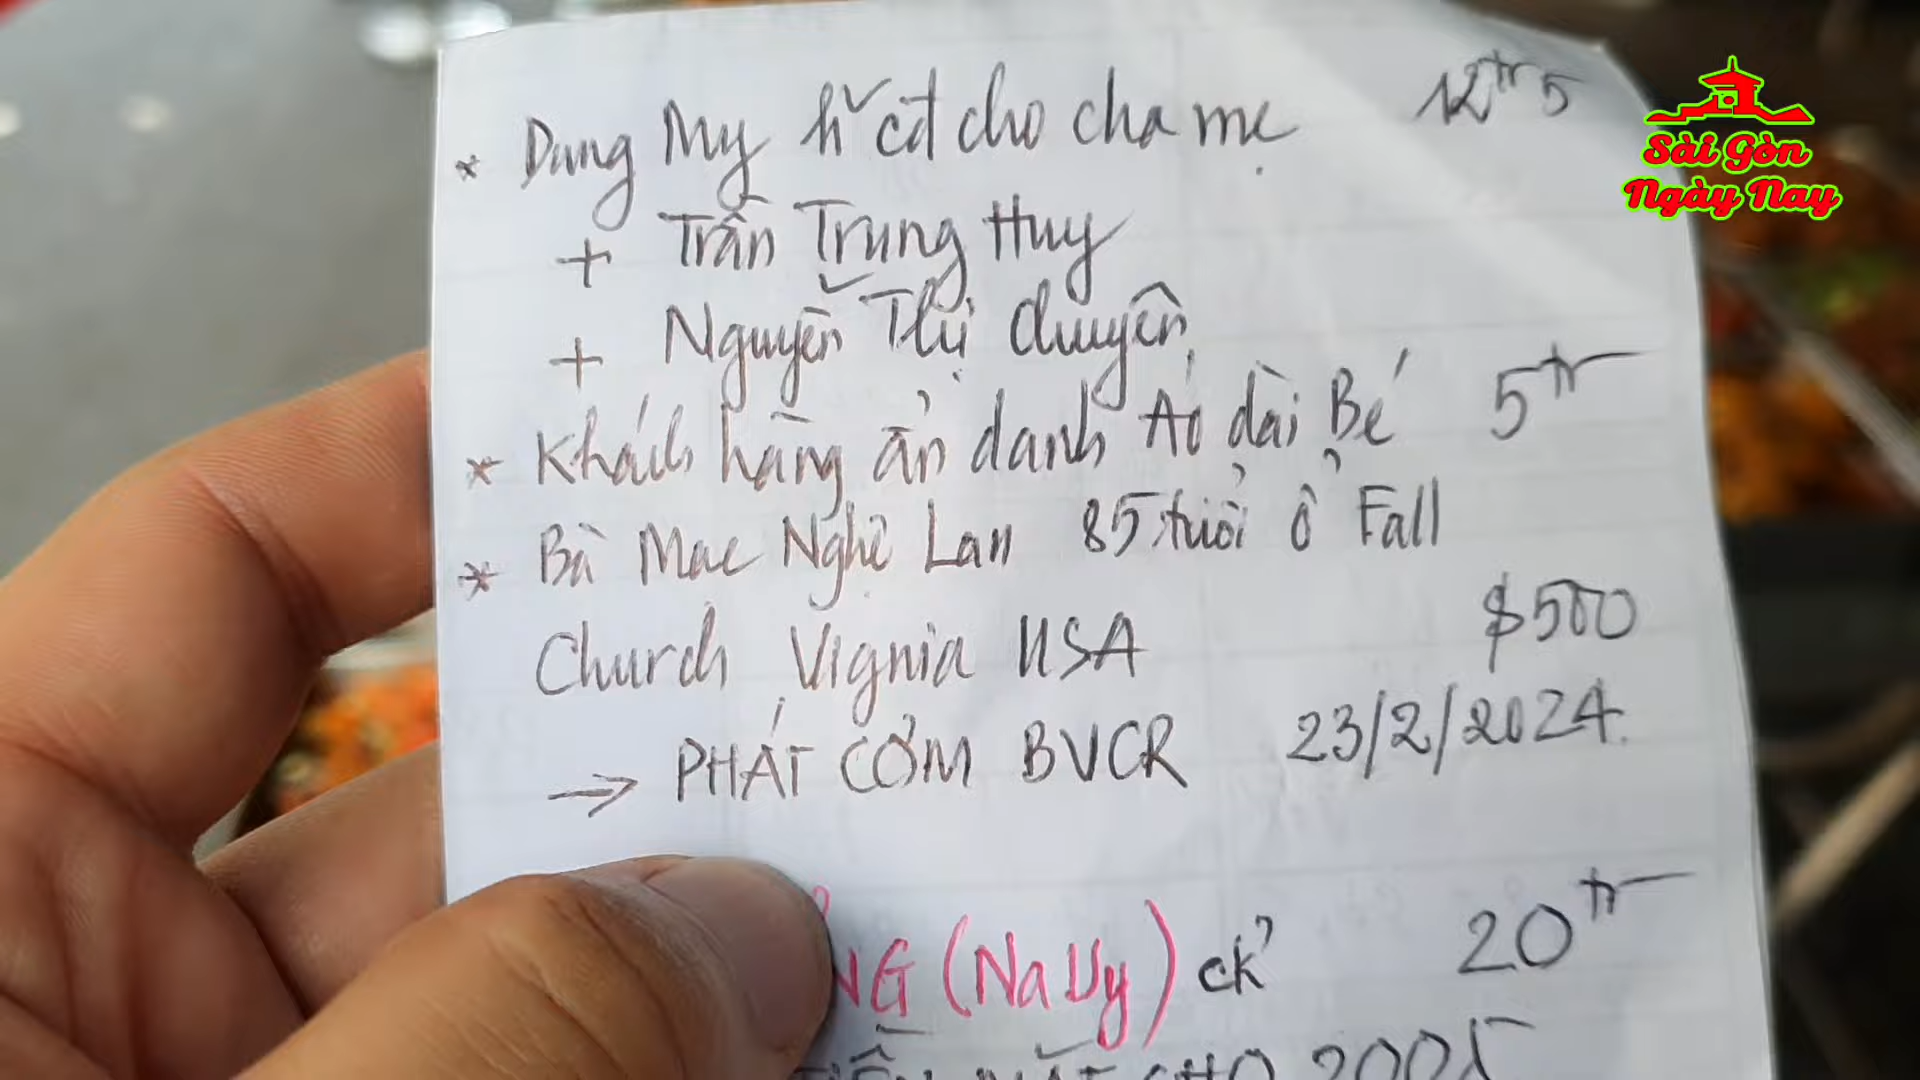 * Dung My h cđ cho cha mẹ 12tr5
+ Trần Trung Huy
+ Nguyễn Thị duyên
* Khách hàng ẩn danh Áo dài Bé 5tr
* Bà Mac Nghệ Lan 85 tuổi ở Fall
Church Vignia USA $500
→ PHÁT CƠM BVCR 23/2/2024.
NG (Na Uy) ck 20tr
CHO
Sài Gòn
Ngày Nay